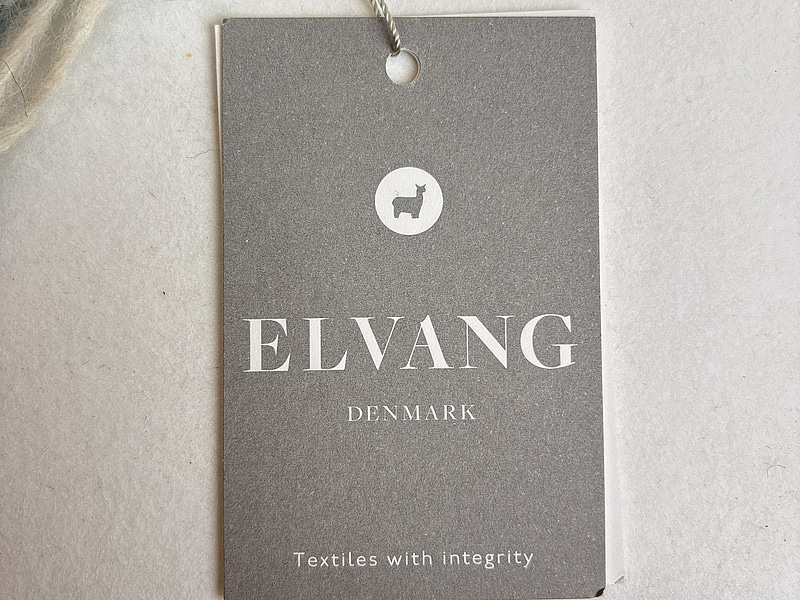 ELVANG
DENMARK
Textiles with integrity